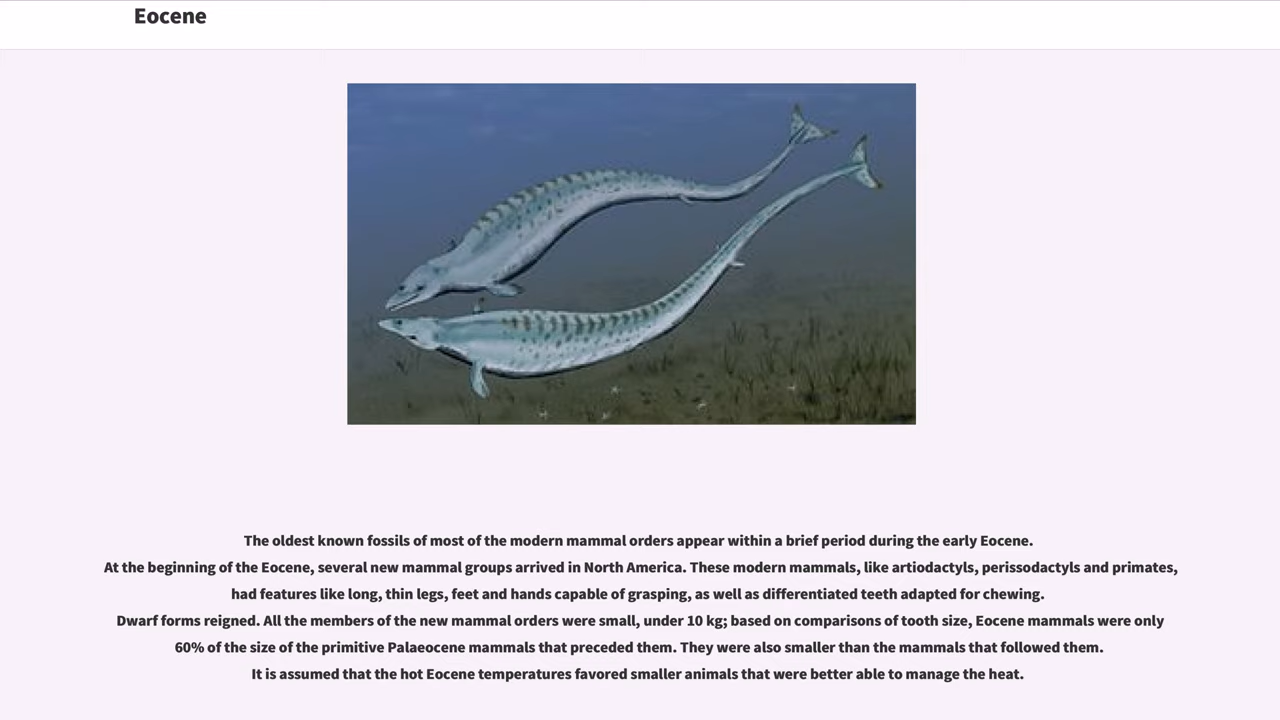 Eocene
The oldest known fossils of most of the modern mammal orders appear within a brief period during the early Eocene.
At the beginning of the Eocene, several new mammal groups arrived in North America. These modern mammals, like artiodactyls, perissodactyls and primates,
had features like long, thin legs, feet and hands capable of grasping, as well as differentiated teeth adapted for chewing.
Dwarf forms reigned. All the members of the new mammal orders were small, under 10 kg; based on comparisons of tooth size, Eocene mammals were only
60% of the size of the primitive Palaeocene mammals that preceded them. They were also smaller than the mammals that followed them.
It is assumed that the hot Eocene temperatures favored smaller animals that were better able to manage the heat.